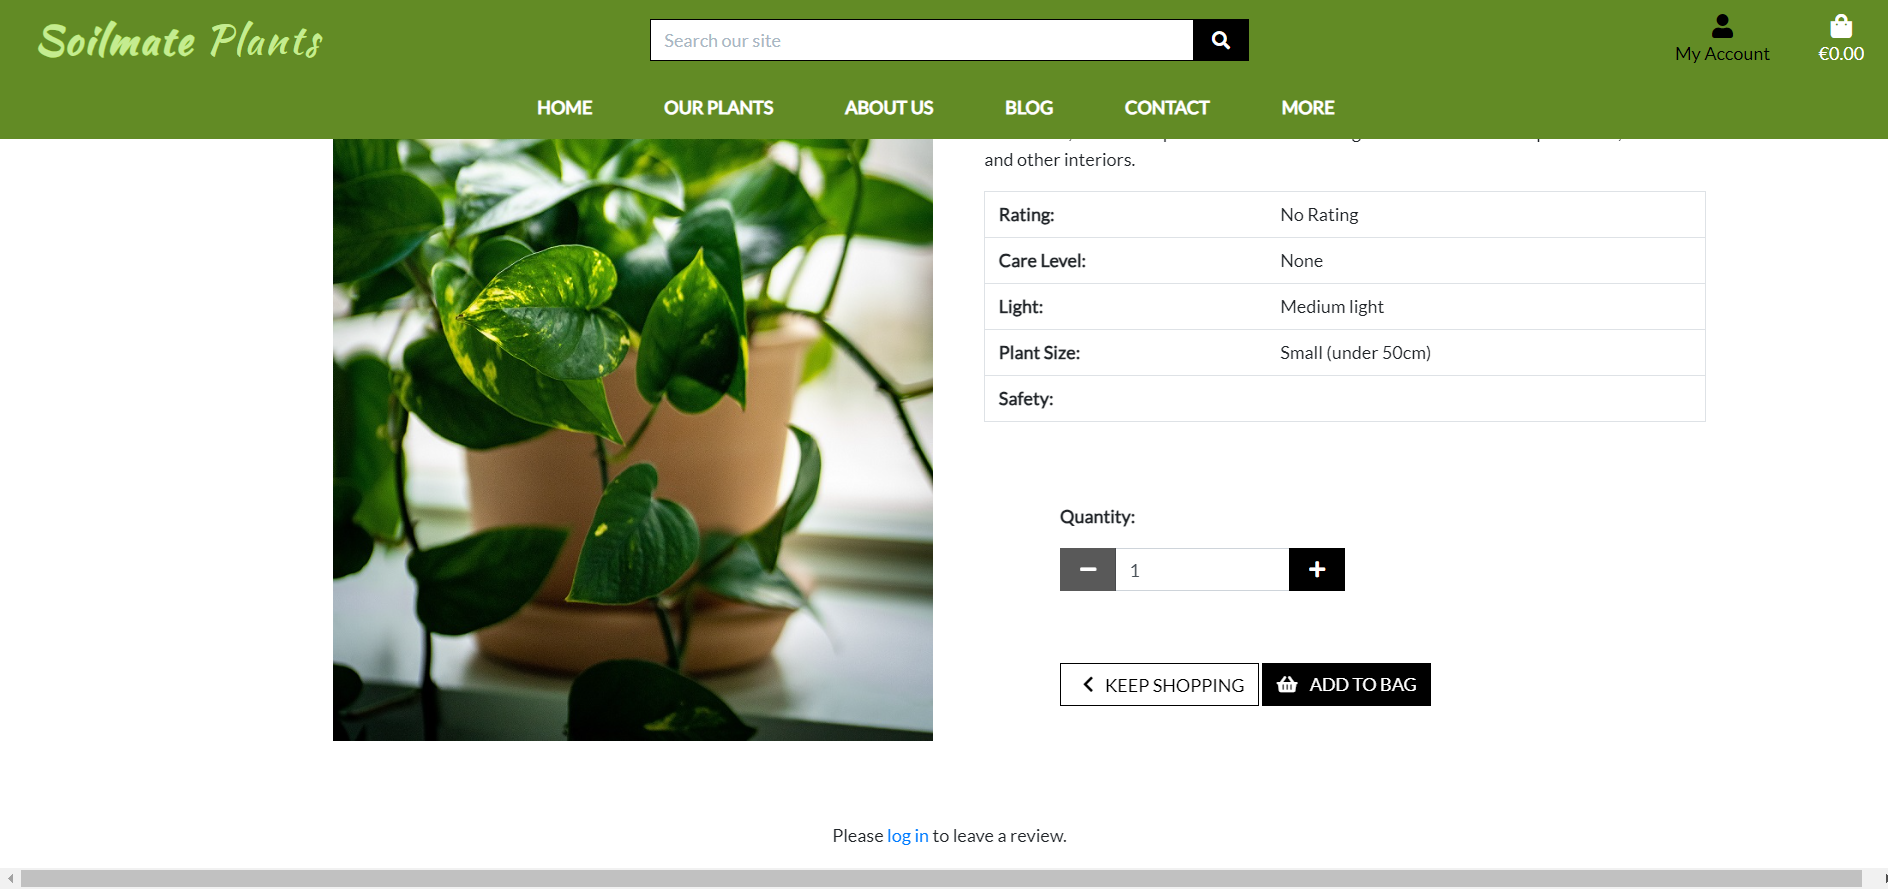 Soilmate Plants
Search our site
My Account
€0.00
HOME
OUR PLANTS
ABOUT US
BLOG
CONTACT
MORE
and other interiors.
Rating: No Rating
Care Level: None
Light: Medium light
Plant Size: Small (under 50cm)
Safety:
Quantity:
1
KEEP SHOPPING
ADD TO BAG
Please log in to leave a review.